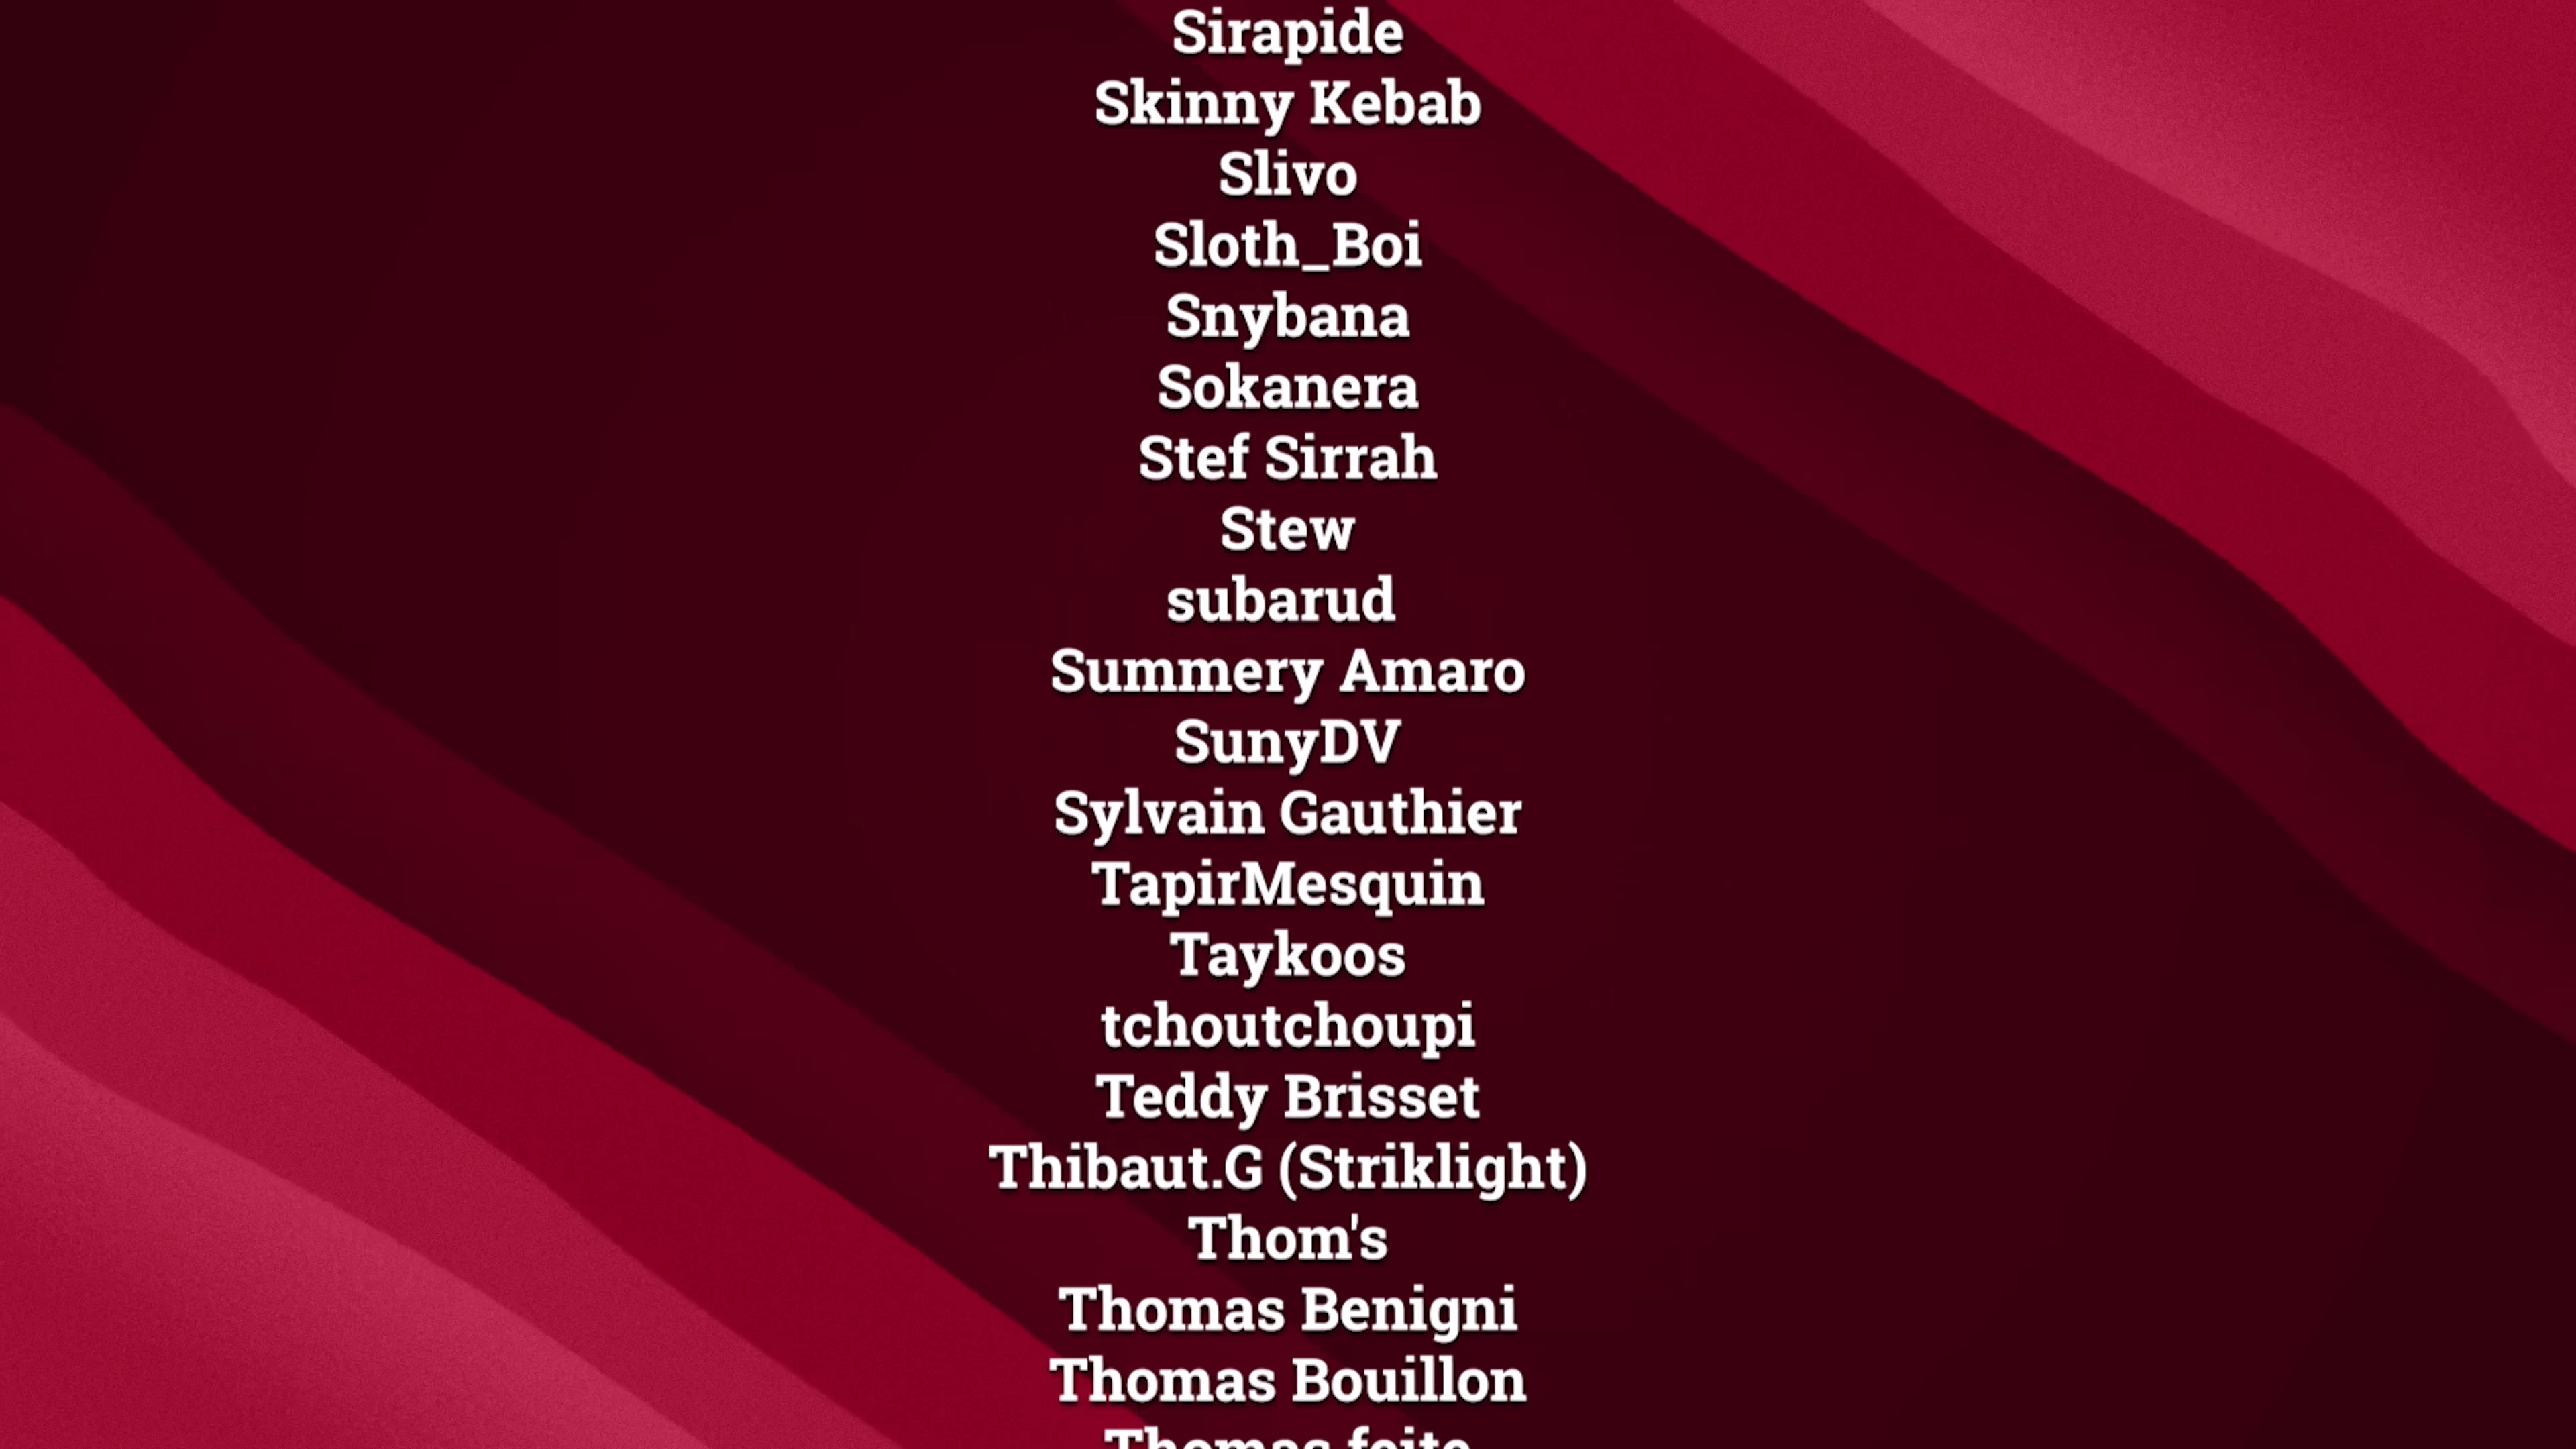 Sirapide
Skinny Kebab
Slivo
Sloth_Boi
Snybana
Sokanera
Stef Sirrah
Stew
subarud
Summery Amaro
SunyDV
Sylvain Gauthier
TapirMesquin
Taykoos
tchoutchoupi
Teddy Brisset
Thibaut.G (Striklight)
Thom's
Thomas Benigni
Thomas Bouillon
Thomas